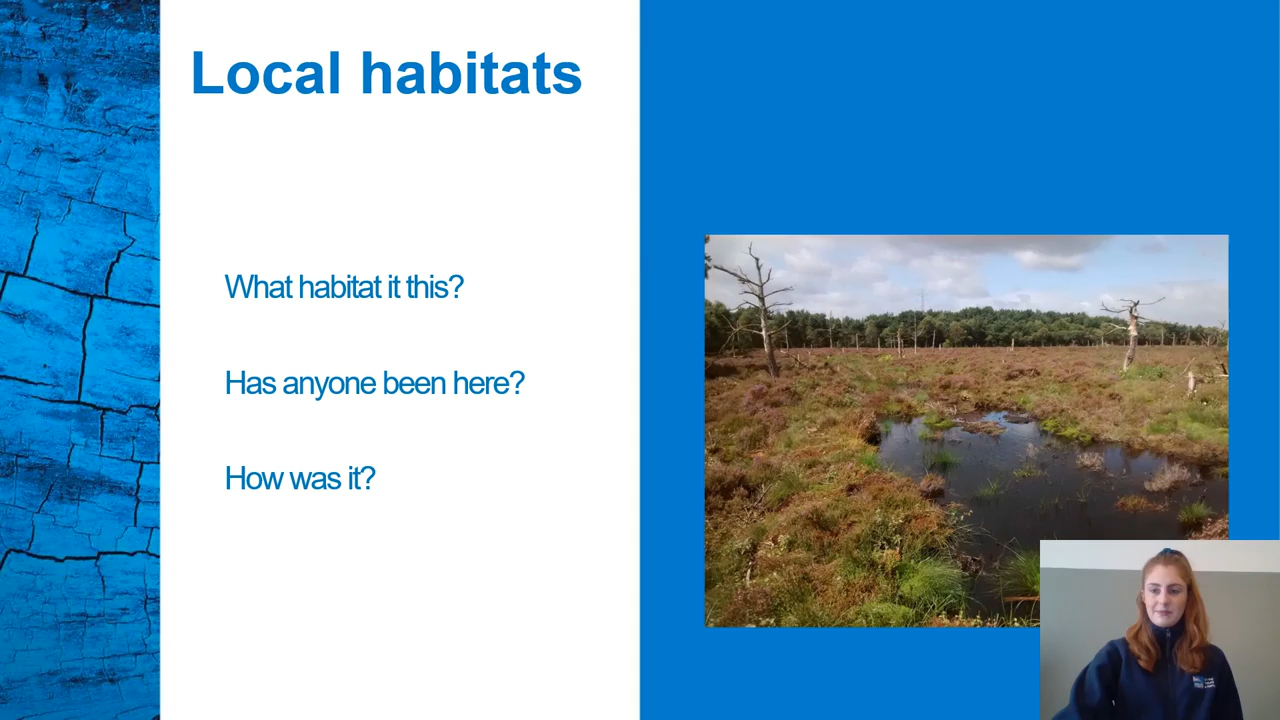 Local habitats
What habitat it this?
Has anyone been here?
How was it?